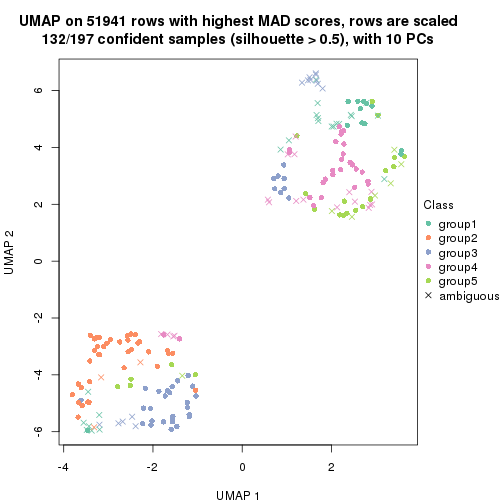 UMAP on 51941 rows with highest MAD scores, rows are scaled
132/197 confident samples (silhouette > 0.5), with 10 PCs
6
4
2
0
-2
-4
-6
UMAP 2
-4
-2
0
2
UMAP 1
Class
group1
group2
group3
group4
group5
ambiguous